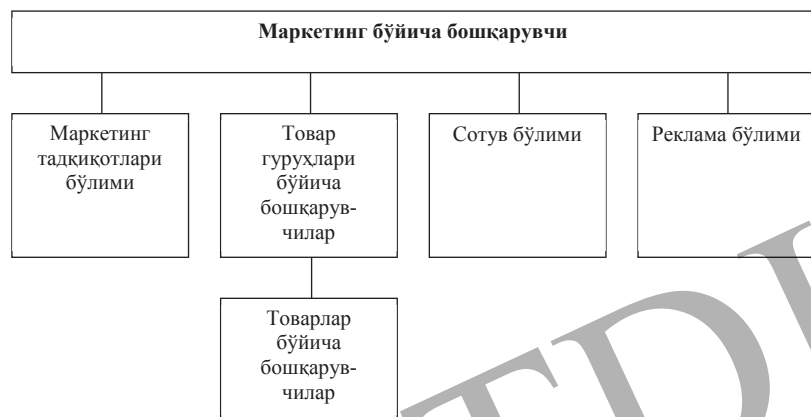 Маркетинг бўйича бошқарувчи
Маркетинг
тадқиқотлари
бўлими
Товар
гуруҳлари
бўйича
бошқарув-
чилар
Сотув бўлими
Реклама бўлими
Товарлар
бўйича
бошқарув-
чилар